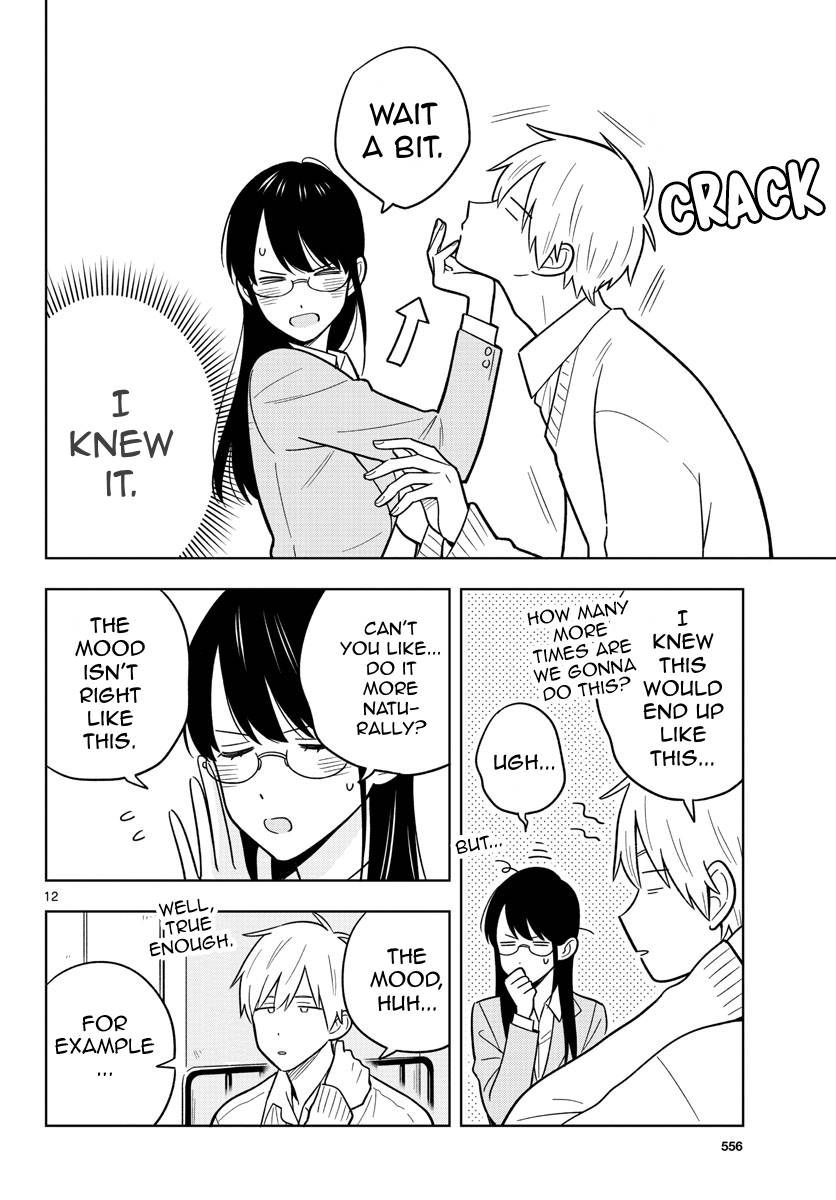 WAIT
A BIT.
CRACK
I
KNEW
IT.
I
KNEW
THIS
WOULD
END UP
LIKE
THIS...
HOW MANY
MORE
TIMES ARE
WE GONNA
DO THIS?
UGH...
BUT...
CAN'T
YOU LIKE...
DO IT
MORE
NATU-
RALLY?
THE
MOOD
ISN'T
RIGHT
LIKE
THIS.
12
THE
MOOD,
HUH...
WELL,
TRUE
ENOUGH.
FOR
EXAMPLE
...
556